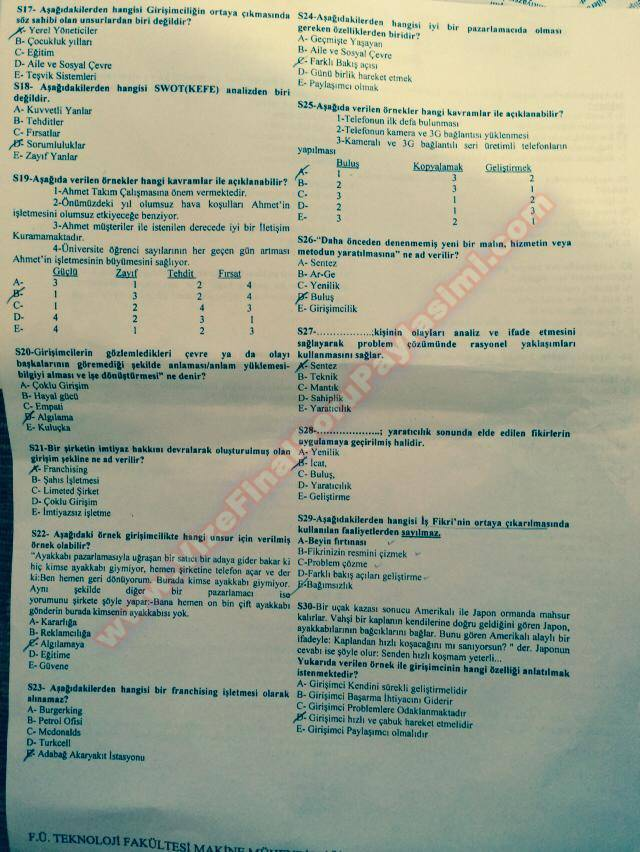 S17- Aşağıdakilerden hangisi Girişimciliğin ortaya çıkmasında
söz sahibi olan unsurlardan biri değildir?
A- Yerel Yöneticiler
B- Çocukluk yılları
C- Eğitim
D- Aile ve Sosyal Çevre
E- Teşvik Sistemleri
S18- Aşağıdakilerden hangisi SWOT(KEFE) analizden biri
değildir.
A- Kuvvetli Yanlar
B- Tehditler
C- Fırsatlar
D- Sorumluluklar
E- Zayıf Yanlar
S19-Aşağıda verilen örnekler hangi kavramlar ile açıklanabilir?
1-Ahmet Takım Çalışmasına önem vermektedir.
2-Önümüzdeki yıl olumsuz hava koşulları Ahmet'in
işletmesini olumsuz etkiyeceğe benziyor.
3-Ahmet müşteriler ile istenilen derecede iyi bir İletişim
Kuramamaktadır.
4-Üniversite öğrenci sayılarının her geçen gün artması
Ahmet'in işletmesinin büyümesini sağlıyor.
Güçlü Zayıf Tehdit Fırsat
A- 3 1 2 4
B- 1 3 2 4
C- 1 2 4 3
D- 4 2 3 1
E- 4 1 2 3
S20-Girişimcilerin gözlemledikleri çevre ya da olayı
başkalarının göremediği şekilde anlaması/anlam yüklemesi-
bilgiyi alması ve işe dönüştürmesi" ne denir?
A- Çoklu Girişim
B- Hayal gücü
C- Empati
D- Algılama
E- Kuluçka
S21-Bir şirketin imtiyaz hakkını devralarak oluşturulmuş olan
girişim şekline ne ad verilir?
A- Franchising
B- Şahıs İşletmesi
C- Limeted Şirket
D- Çoklu Girişim
E- İmtiyazsız işletme
S22- Aşağıdaki örnek girişimcilikte hangi unsur için verilmiş
örnek olabilir?
"Ayakkabı pazarlamasıyla uğraşan bir satıcı bir adaya gider bakar ki
hiç kimse ayakkabı giymiyor, hemen şirketine telefon açar ve der
ki:Ben hemen geri dönüyorum. Burada kimse ayakkabı giymiyor.
Aynı şekilde diğer bir pazarlamacı ise
yorumunu şirkete şöyle yapar:-Bana hemen on bin çift ayakkabı
gönderin burada kimsenin ayakkabısı yok.
A- Kararlığa
B- Reklamcılığa
C- Algılamaya
D- Eğitime
E- Güvene
S23- Aşağıdakilerden hangisi bir franchising işletmesi olarak
alınamaz?
A- Burgerking
B- Petrol Ofisi
C- Mcdonalds
D- Turkcell
E- Adabağ Akaryakıt İstasyonu
S24-Aşağıdakilerden hangisi iyi bir pazarlamacıda olması
gereken özelliklerden biridir?
A- Geçmişte Yaşayan
B- Aile ve Sosyal Çevre
C- Farklı Bakış açısı
D- Günü birlik hareket etmek
E- Paylaşımcı olmak
S25-Aşağıda verilen örnekler hangi kavramlar ile açıklanabilir?
1-Telefonun ilk defa bulunması
2-Telefonun kamera ve 3G bağlantısı yüklenmesi
3-Kameralı ve 3G bağlantılı seri üretimli telefonların
yapılması
Buluş Kopyalamak Geliştirmek
A- 1 3 2
B- 2 3 1
C- 3 1 2
D- 2 1 3
E- 3 2 1
S26-"Daha önceden denenmemiş yeni bir malın, hizmetin veya
metodun yaratılmasına" ne ad verilir?
A- Sentez
B- Ar-Ge
C- Yenilik
D- Buluş
E- Girişimcilik
S27-................;kişinin olayları analiz ve ifade etmesini
sağlayarak problem çözümünde rasyonel yaklaşımları
kullanmasını sağlar.
A- Sentez
B- Teknik
C- Mantık
D- Sahiplik
E- Yaratıcılık
S28-....................; yaratıcılık sonunda elde edilen fikirlerin
uygulamaya geçirilmiş halidir.
A- Yenilik
B- İcat,
C- Buluş,
D- Yaratıcılık
E- Geliştirme
S29-Aşağıdakilerden hangisi İş Fikri'nin ortaya çıkarılmasında
kullanılan faaliyetlerden sayılmaz.
A-Beyin fırtınası
B-Fikrinizin resmini çizmek
C-Problem çözme
D-Farklı bakış açıları geliştirme
E-Bağımsızlık
S30-Bir uçak kazası sonucu Amerikalı ile Japon ormanda mahsur
kalırlar. Vahşi bir kaplanın kendilerine doğru geldiğini gören Japon,
ayakkabılarının bağcıklarını bağlar. Bunu gören Amerikalı alaylı bir
ifadeyle: Kaplandan hızlı koşacağını mı sanıyorsun? " der. Japonun
cevabı ise şöyle olur: Senden hızlı koşmam yeterli...
Yukarıda verilen örnek ile girişimcinin hangi özelliği anlatılmak
istenmektedir?
A- Girişimci Kendini sürekli geliştirmelidir
B- Girişimci Başarma İhtiyacını Giderir
C- Girişimci Problemlere Odaklanmaktadır
D- Girişimci hızlı ve çabuk hareket etmelidir
E- Girişimci Paylaşımcı olmalıdır
www.VizeFinalSoruPaylasimi.com
F.Ü. TEKNOLOJİ FAKÜLTESİ MAKİNE